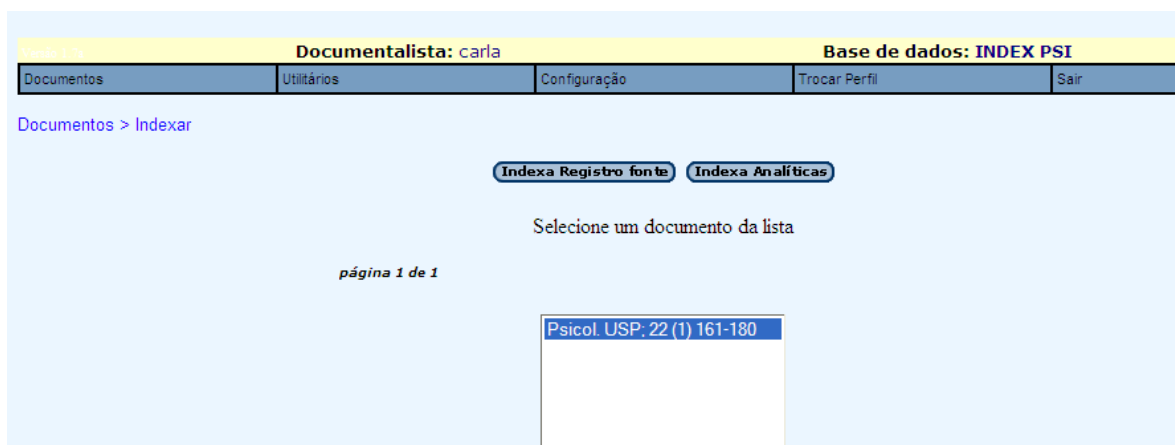 Documentalista: carla Base de dados: INDEX PSI
Documentos Utilitários Configuração Trocar Perfil Sair
Documentos > Indexar
Indexa Registro fonte Indexa Analíticas
Selecione um documento da lista
página 1 de 1
Psicol. USP; 22 (1) 161-180